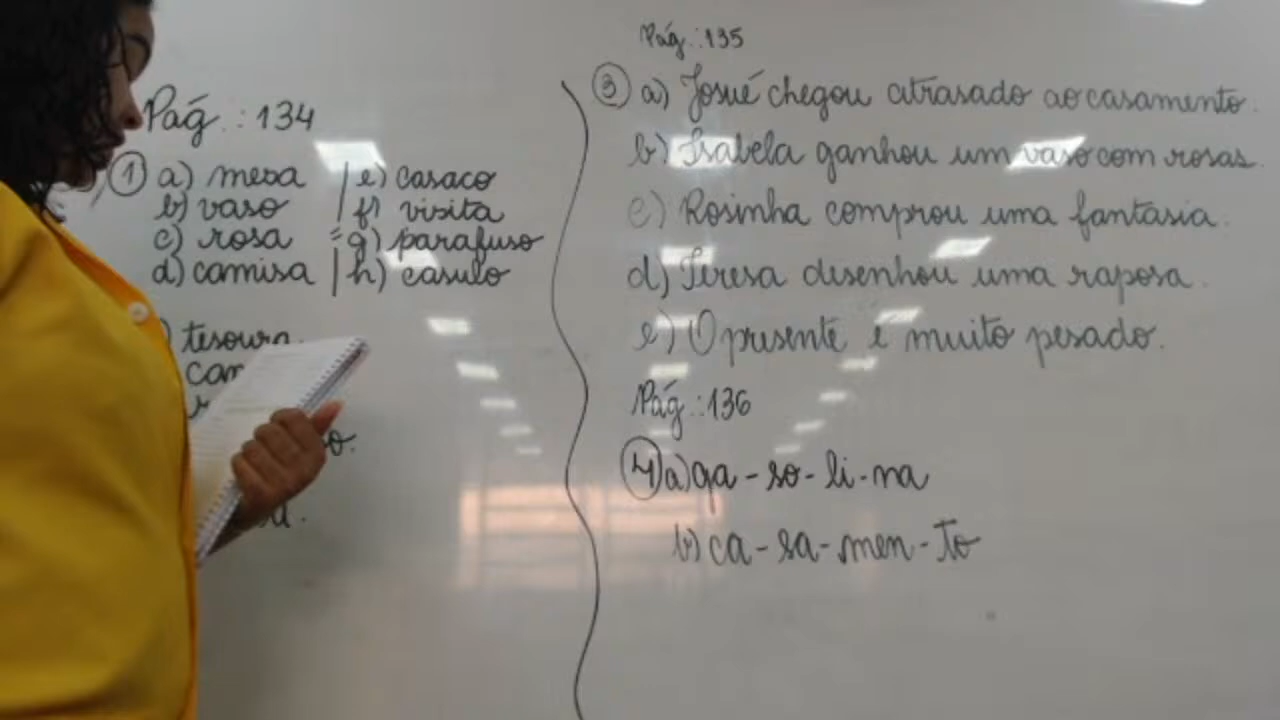 Pág.: 134
1 a) mesa / e) casaco
b) vaso / f) visita
c) rosa // g) parafuso
d) camisa | h) casulo
tesoura.
Pág.: 135
3 a) Josué chegou atrasado ao casamento.
b) Isabela ganhou um vaso com rosas.
c) Rosinha comprou uma fantasia.
d) Teresa desenhou uma raposa.
e) O presente é muito pesado.
Pág.: 136
4 a) ga - so - li - na
b) ca - sa - men - to